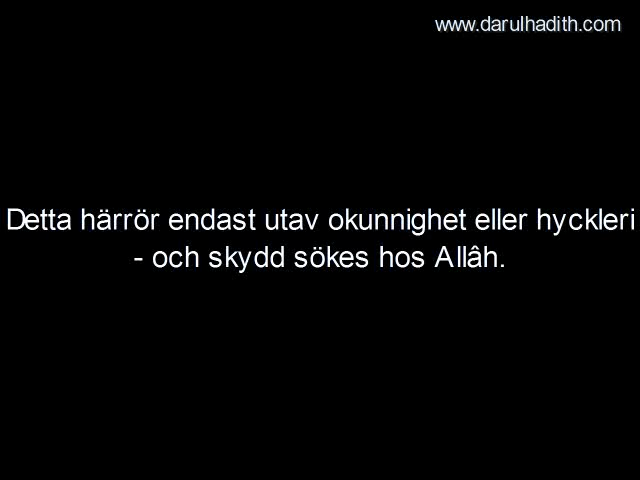 www.darulhadith.com
Detta härrör endast utav okunnighet eller hyckleri
- och skydd sökes hos Allâh.